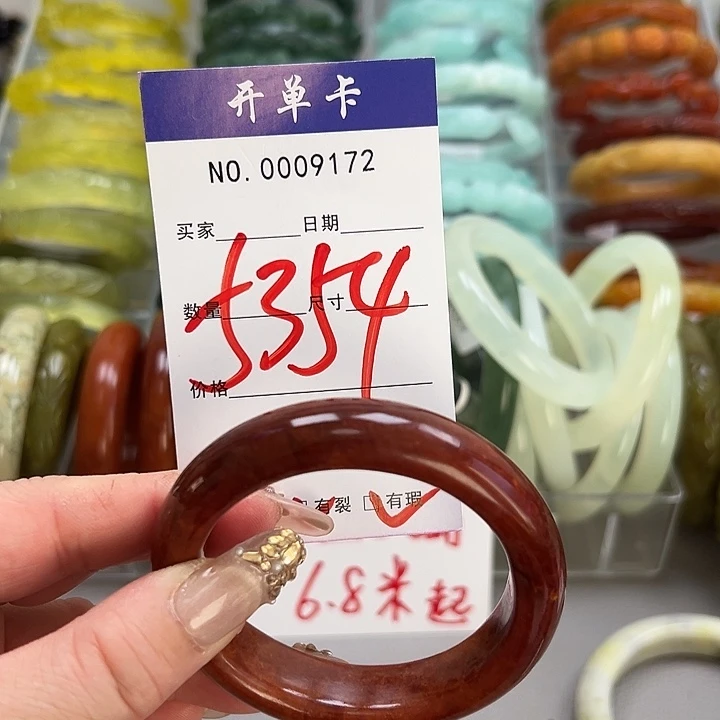 开单卡
NO.0009172
买家 日期
数量 尺寸
5354
价格
有裂 有瑕
6.8米起